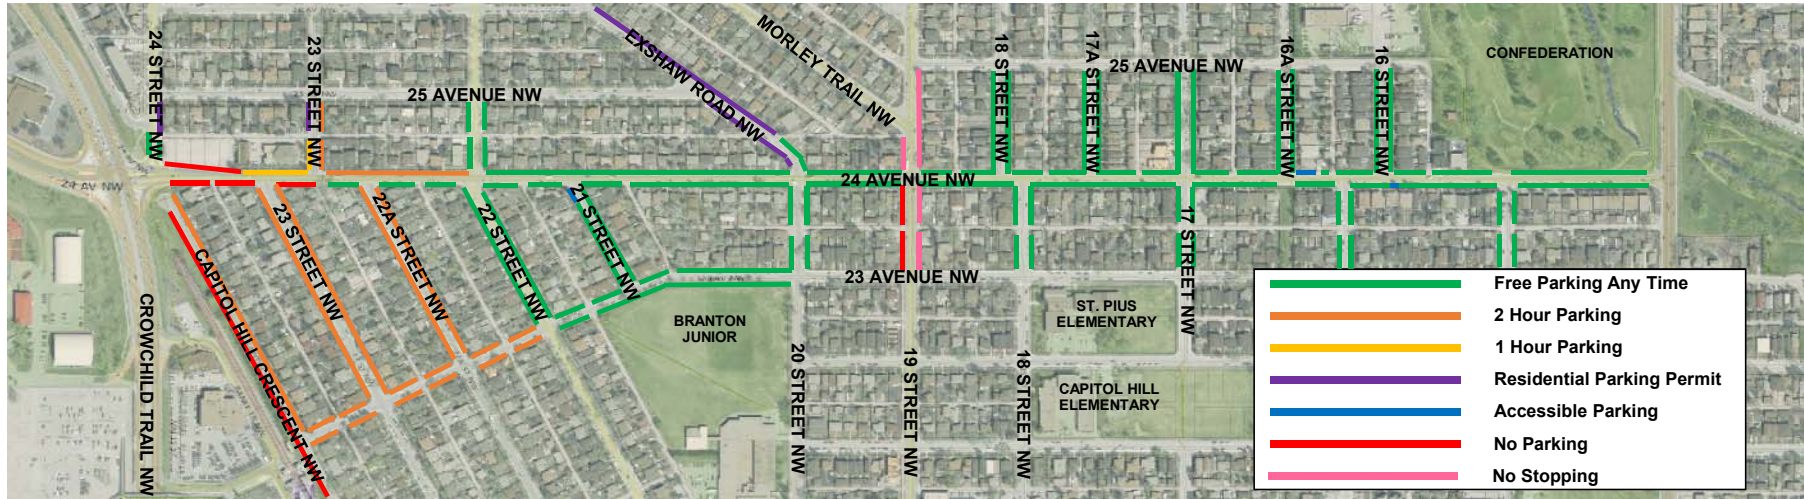 24 STREET NW
23 STREET NW
25 AVENUE NW
EXSHAW ROAD NW
MORLEY TRAIL NW
18 STREET NW
17A STREET NW
25 AVENUE NW
16A STREET NW
16 STREET NW
CONFEDERATION
24 AV NW
24 AVENUE NW
CAPITOL HILL CRESCENT NW
23 STREET NW
22A STREET NW
22 STREET NW
21 STREET NW
17 STREET NW
23 AVENUE NW
CROWCHILD TRAIL NW
BRANTON
JUNIOR
20 STREET NW
19 STREET NW
18 STREET NW
ST. PIUS
ELEMENTARY
CAPITOL HILL
ELEMENTARY
Free Parking Any Time
2 Hour Parking
1 Hour Parking
Residential Parking Permit
Accessible Parking
No Parking
No Stopping